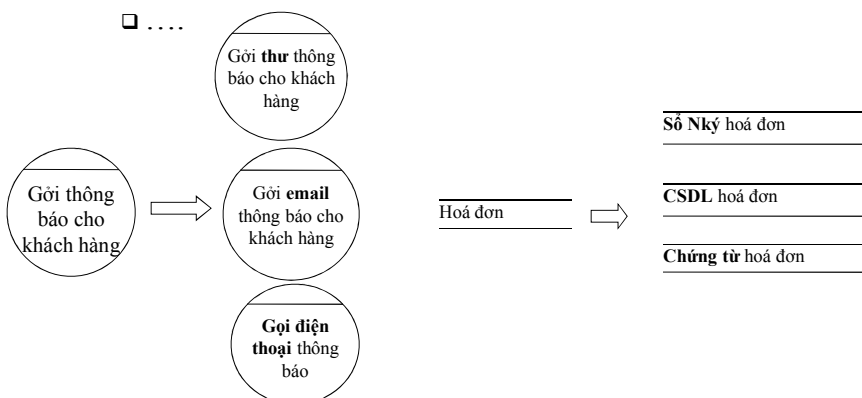 ❑ ....
Gởi thư thông
báo cho khách
hàng
Gởi thông
báo cho
khách hàng
Gởi email
thông báo cho
khách hàng
Gọi điện
thoại thông
báo
Hoá đơn
Sổ Nký hoá đơn
CSDL hoá đơn
Chứng từ hoá đơn